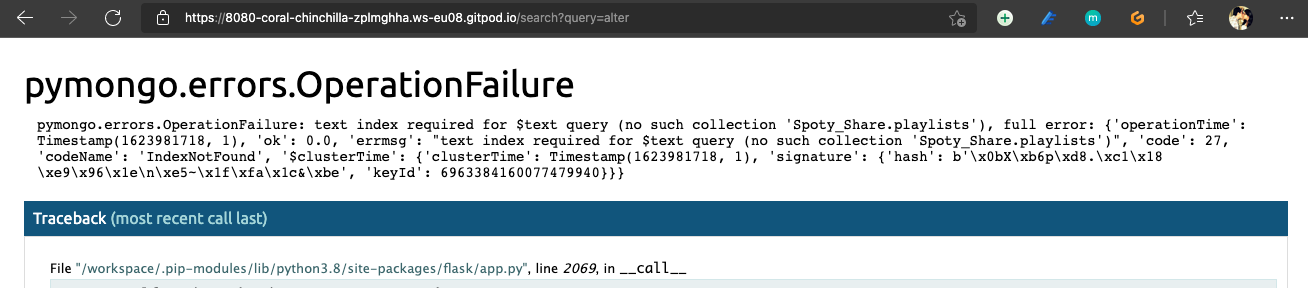 https://8080-coral-chinchilla-zplmghha.ws-eu08.gitpod.io/search?query=alter
pymongo.errors.OperationFailure
pymongo.errors.OperationFailure: text index required for $text query (no such collection 'Spoty_Share.playlists'), full error: {'operationTime':
Timestamp(1623981718, 1), 'ok': 0.0, 'errmsg': "text index required for $text query (no such collection 'Spoty_Share.playlists')", 'code': 27,
'codeName': 'IndexNotFound', '$clusterTime': {'clusterTime': Timestamp(1623981718, 1), 'signature': {'hash': b'\x0bX\xb6p\xd8.\xc1\x18
\xe9\x96\x1e\n\xe5~\x1f\xfa\x1c&\xbe', 'keyId': 6963384160077479940}}}
Traceback (most recent call last)
File "/workspace/.pip-modules/lib/python3.8/site-packages/flask/app.py", line 2069, in __call__